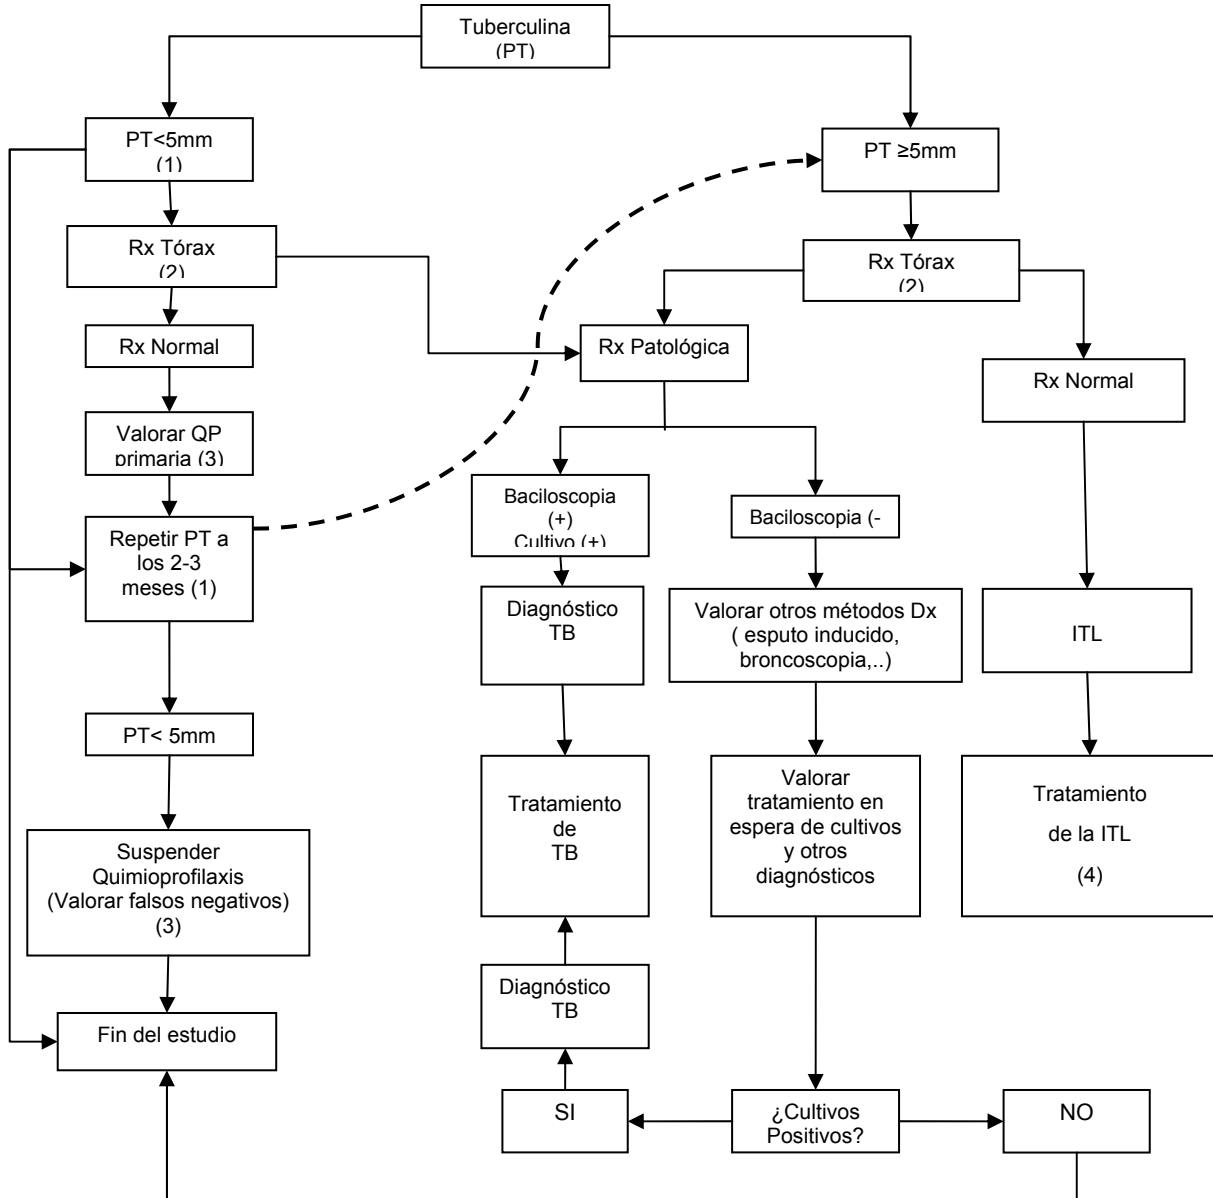 Tuberculina
(PT)
PT<5mm
(1)
PT ≥5mm
Rx Tórax
(2)
Rx Tórax
(2)
Rx Normal
Rx Patológica
Rx Normal
Valorar QP
primaria (3)
Baciloscopia
(+)
Cultivo (+)
Baciloscopia (-
Repetir PT a
los 2-3
meses (1)
Diagnóstico
TB
Valorar otros métodos Dx
( esputo inducido,
broncoscopia,..)
ITL
PT< 5mm
Tratamiento
de
TB
Valorar
tratamiento en
espera de cultivos
y otros
diagnósticos
Tratamiento
de la ITL
(4)
Suspender
Quimioprofilaxis
(Valorar falsos negativos)
(3)
Diagnóstico
TB
Fin del estudio
SI
¿Cultivos
Positivos?
NO